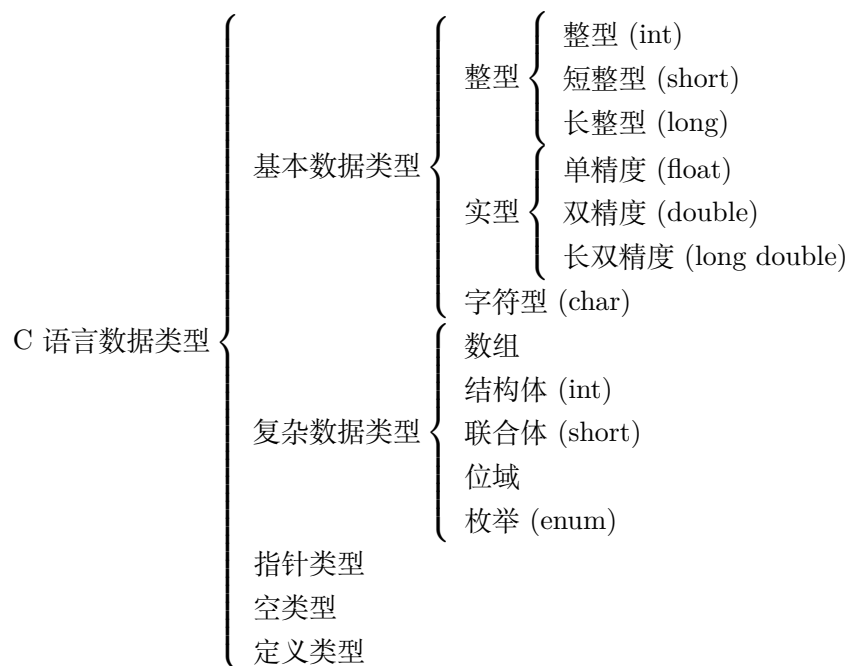 C 语言数据类型
基本数据类型
整型
整型 (int)
短整型 (short)
长整型 (long)
实型
单精度 (float)
双精度 (double)
长双精度 (long double)
字符型 (char)
复杂数据类型
数组
结构体 (int)
联合体 (short)
位域
枚举 (enum)
指针类型
空类型
定义类型